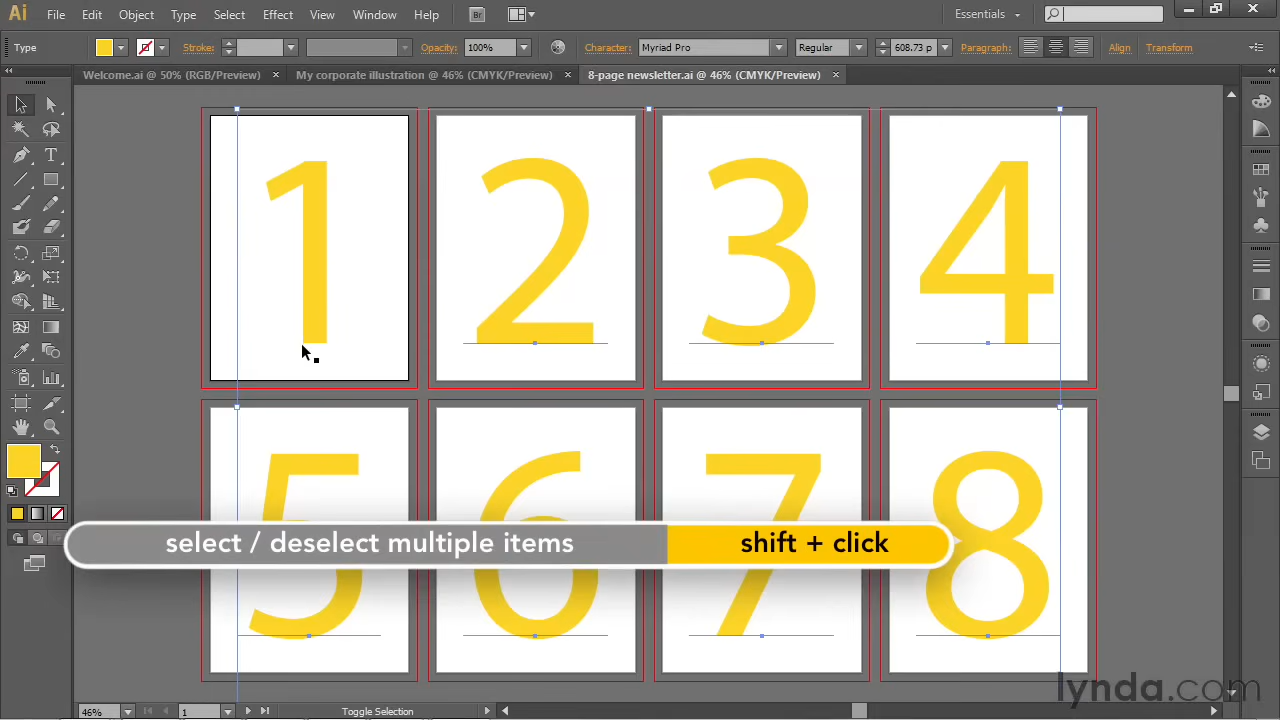 Ai File Edit Object Type Select Effect View Window Help Br Essentials
Type Stroke: Opacity: 100% Character: Myriad Pro Regular 608.73 p Paragraph: Align Transform
Welcome.ai @ 50% (RGB/Preview) × My corporate illustration @ 46% (CMYK/Preview) × 8-page newsletter.ai @ 46% (CMYK/Preview) ×
1 2 3 4
5 6 7 8
select / deselect multiple items shift + click
lynda.com
46% 1 Toggle Selection